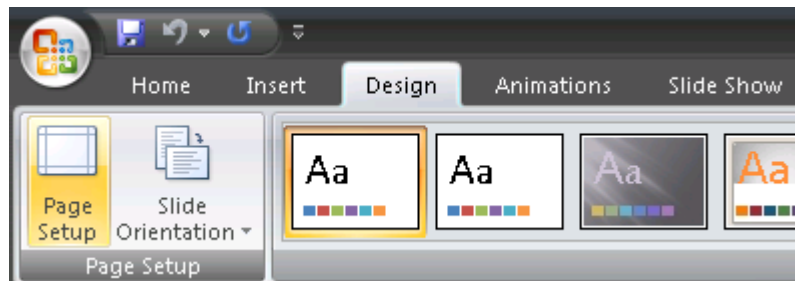 Home Insert Design Animations Slide Show
Aa Aa Aa Aa
Page Slide
Setup Orientation
Page Setup